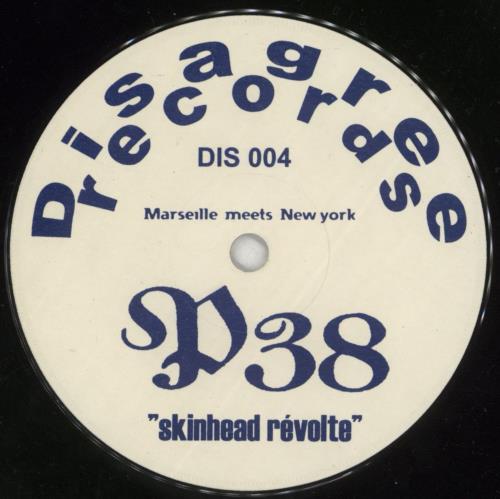 Disagree
records
DIS 004
Marseille meets New york
P38
"skinhead révolte"